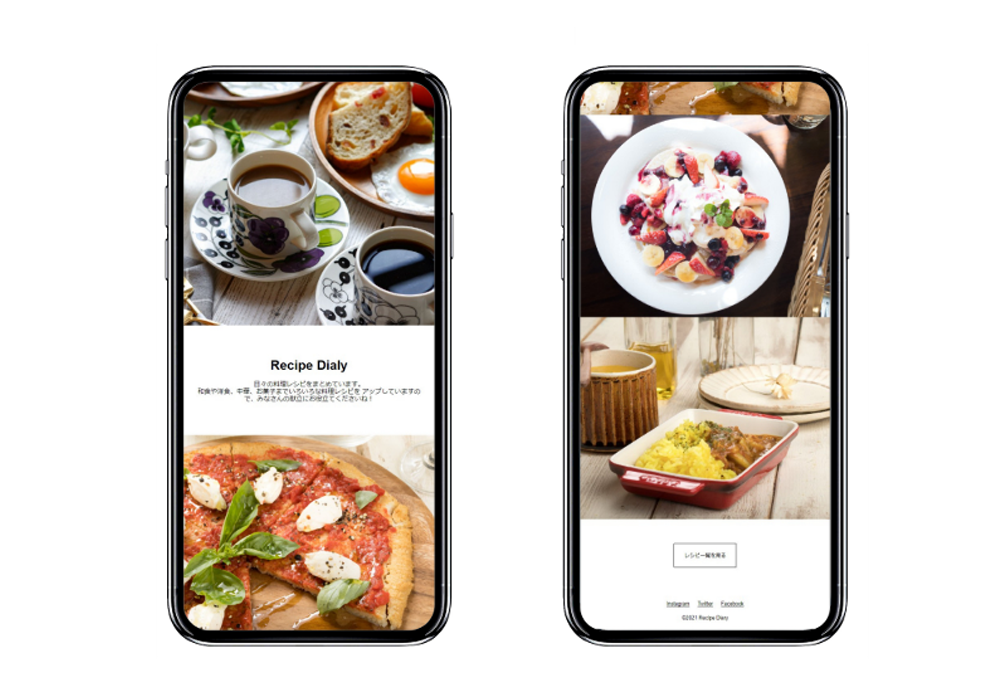 Recipe Dialy
日々の料理レシピをまとめています。
和食や洋食、中華、お菓子までいろいろな料理レシピを アップしていますの
で、みなさんの献立にお役立てくださいね！
レシピ一覧を見る
Instagram Twitter Facebook
©2021 Recipe Diary